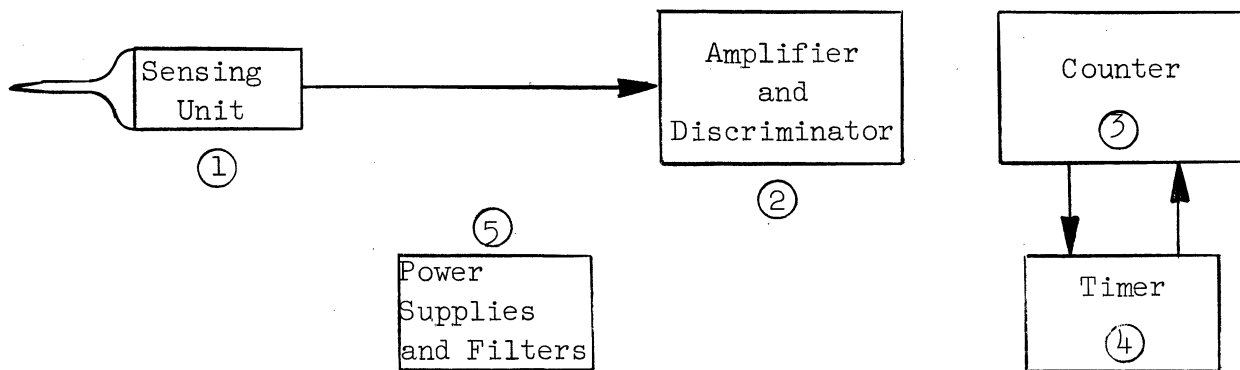 Sensing
Unit
①
Amplifier
and
Discriminator
②
Counter
③
⑤
Power
Supplies
and Filters
Timer
④